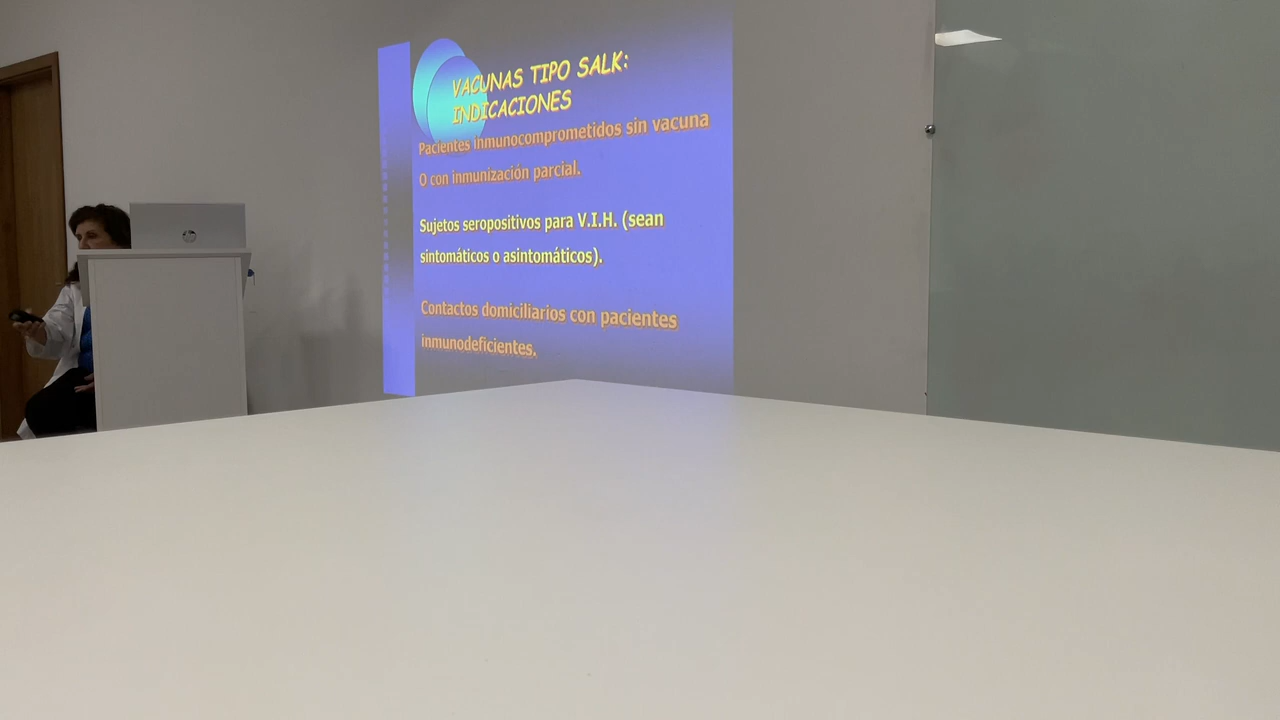 VACUNAS TIPO SALK:
INDICACIONES
Pacientes inmunocomprometidos sin vacuna
O con inmunización parcial.
Sujetos seropositivos para V.I.H. (sean
sintomáticos o asintomáticos).
Contactos domiciliarios con pacientes
inmunodeficientes.